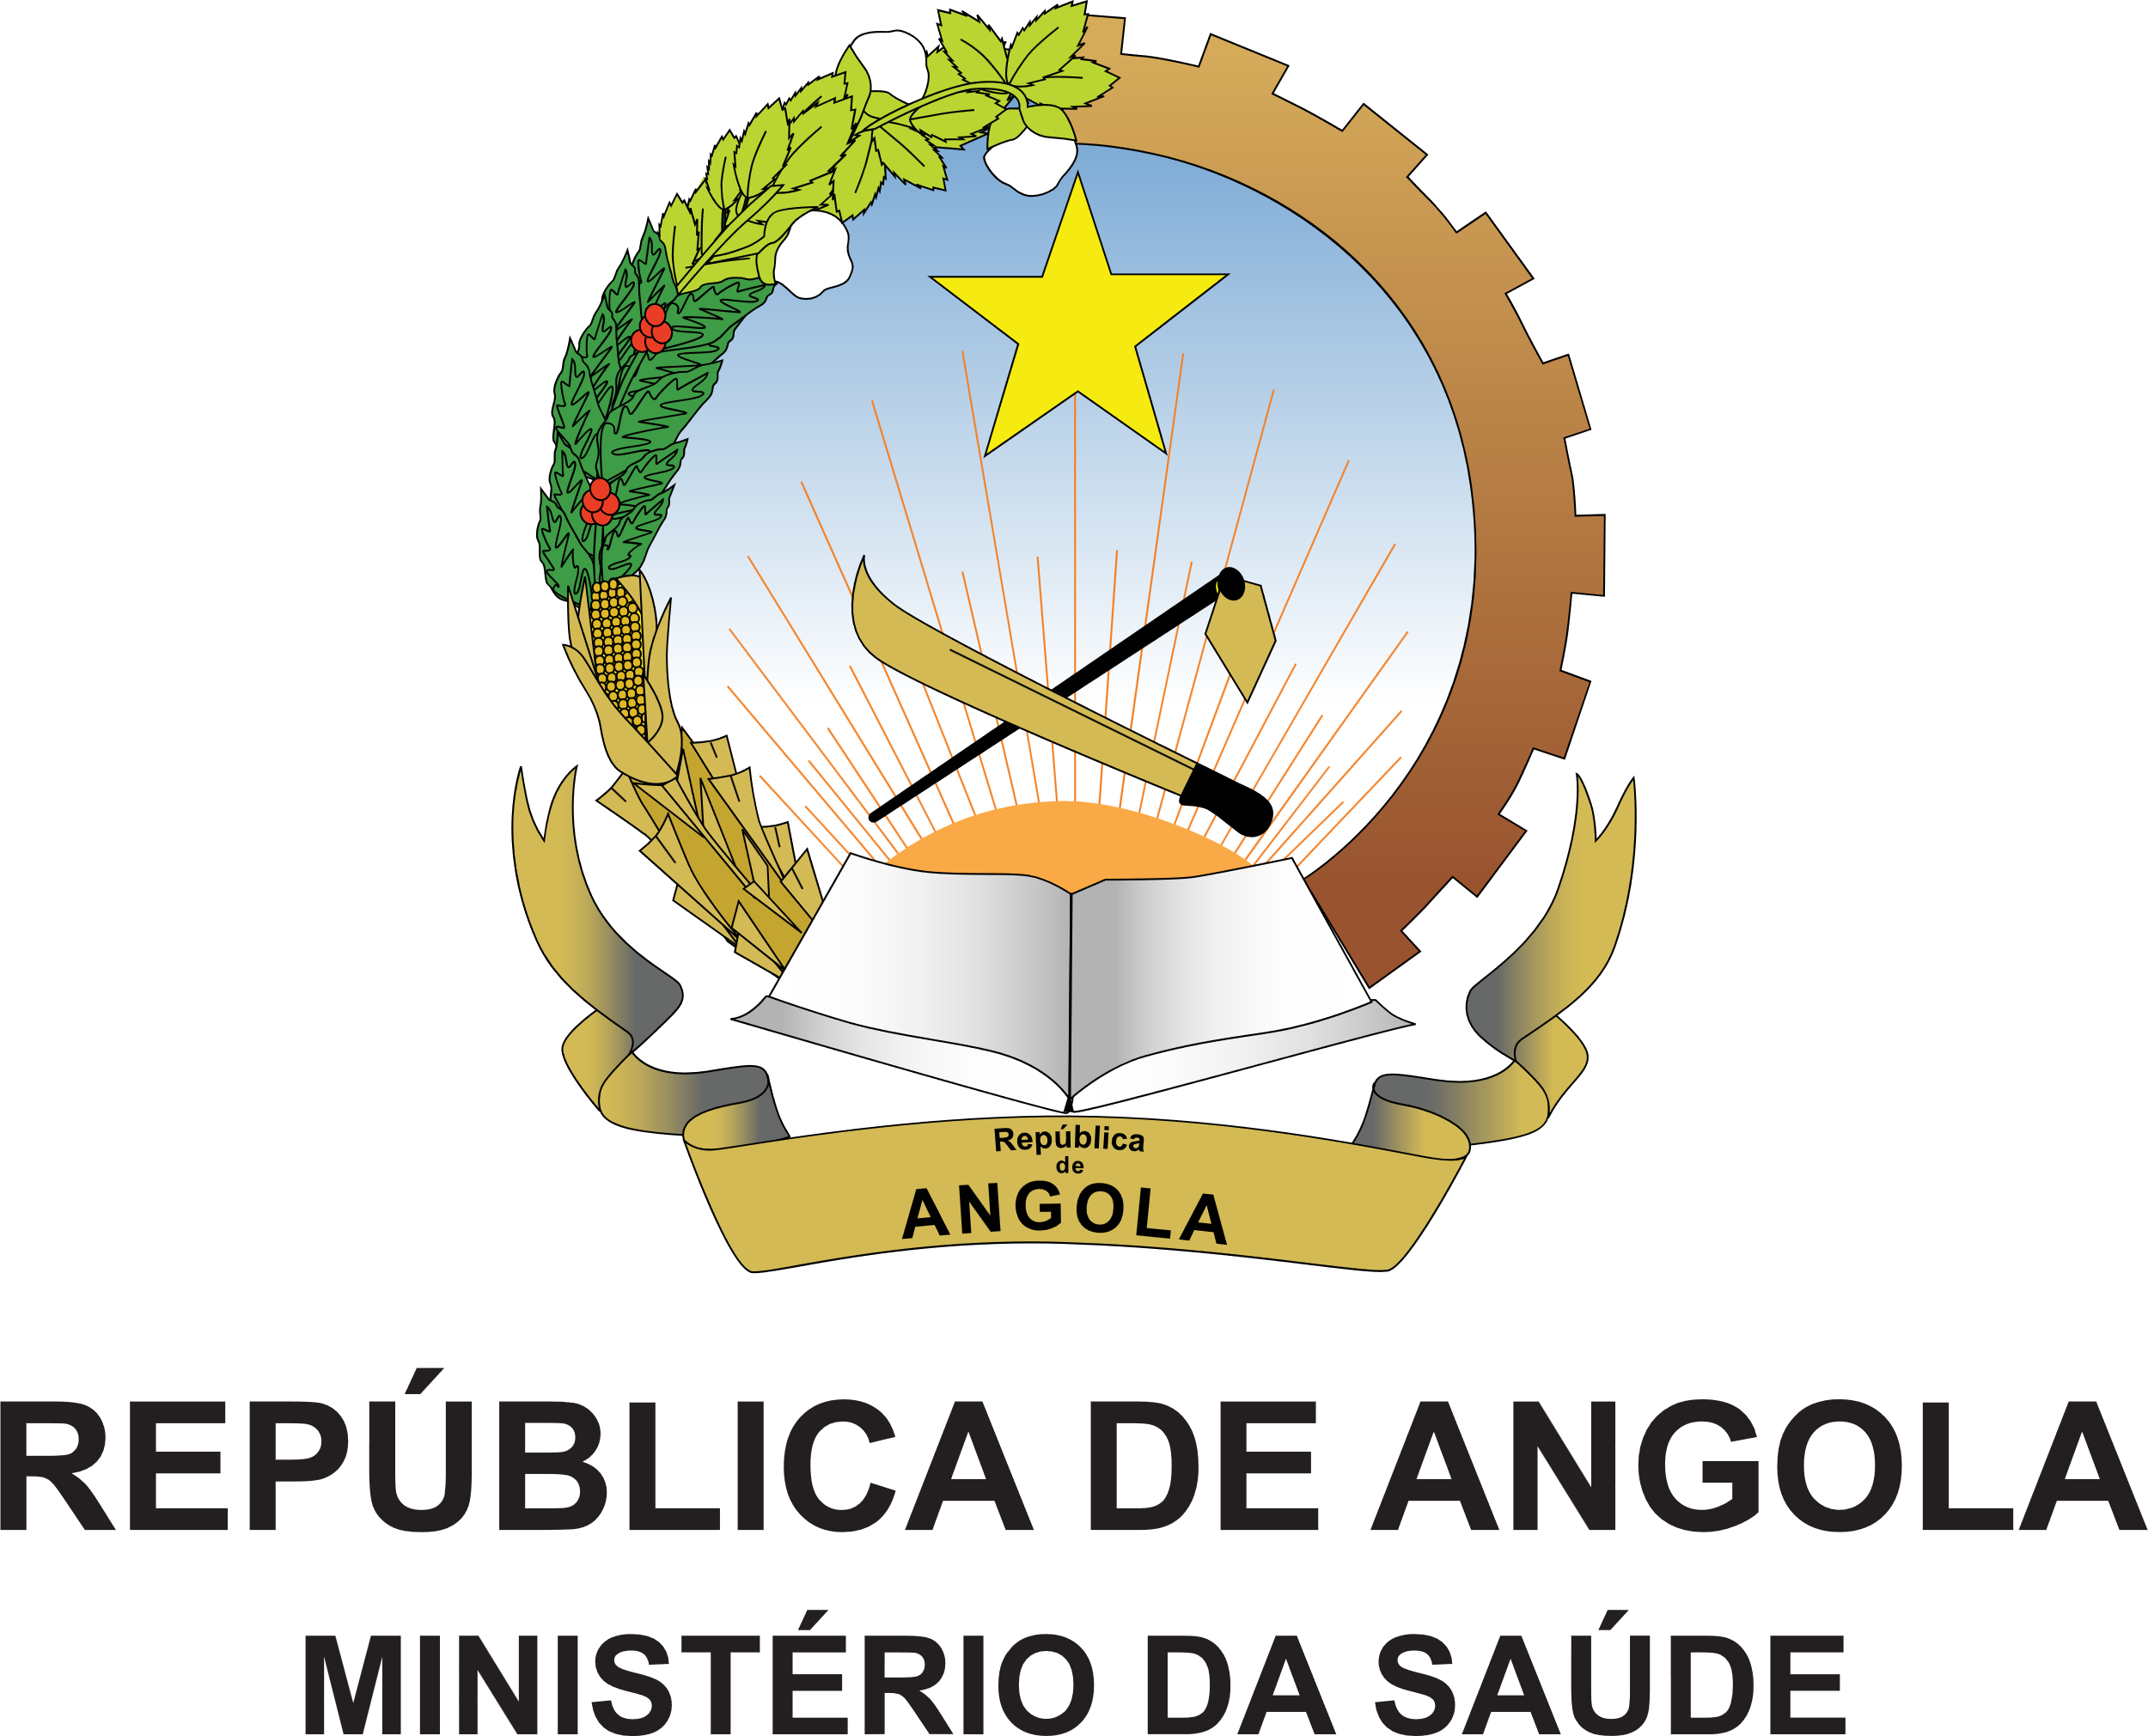 República
de
ANGOLA
REPÚBLICA DE ANGOLA
MINISTÉRIO DA SAÚDE